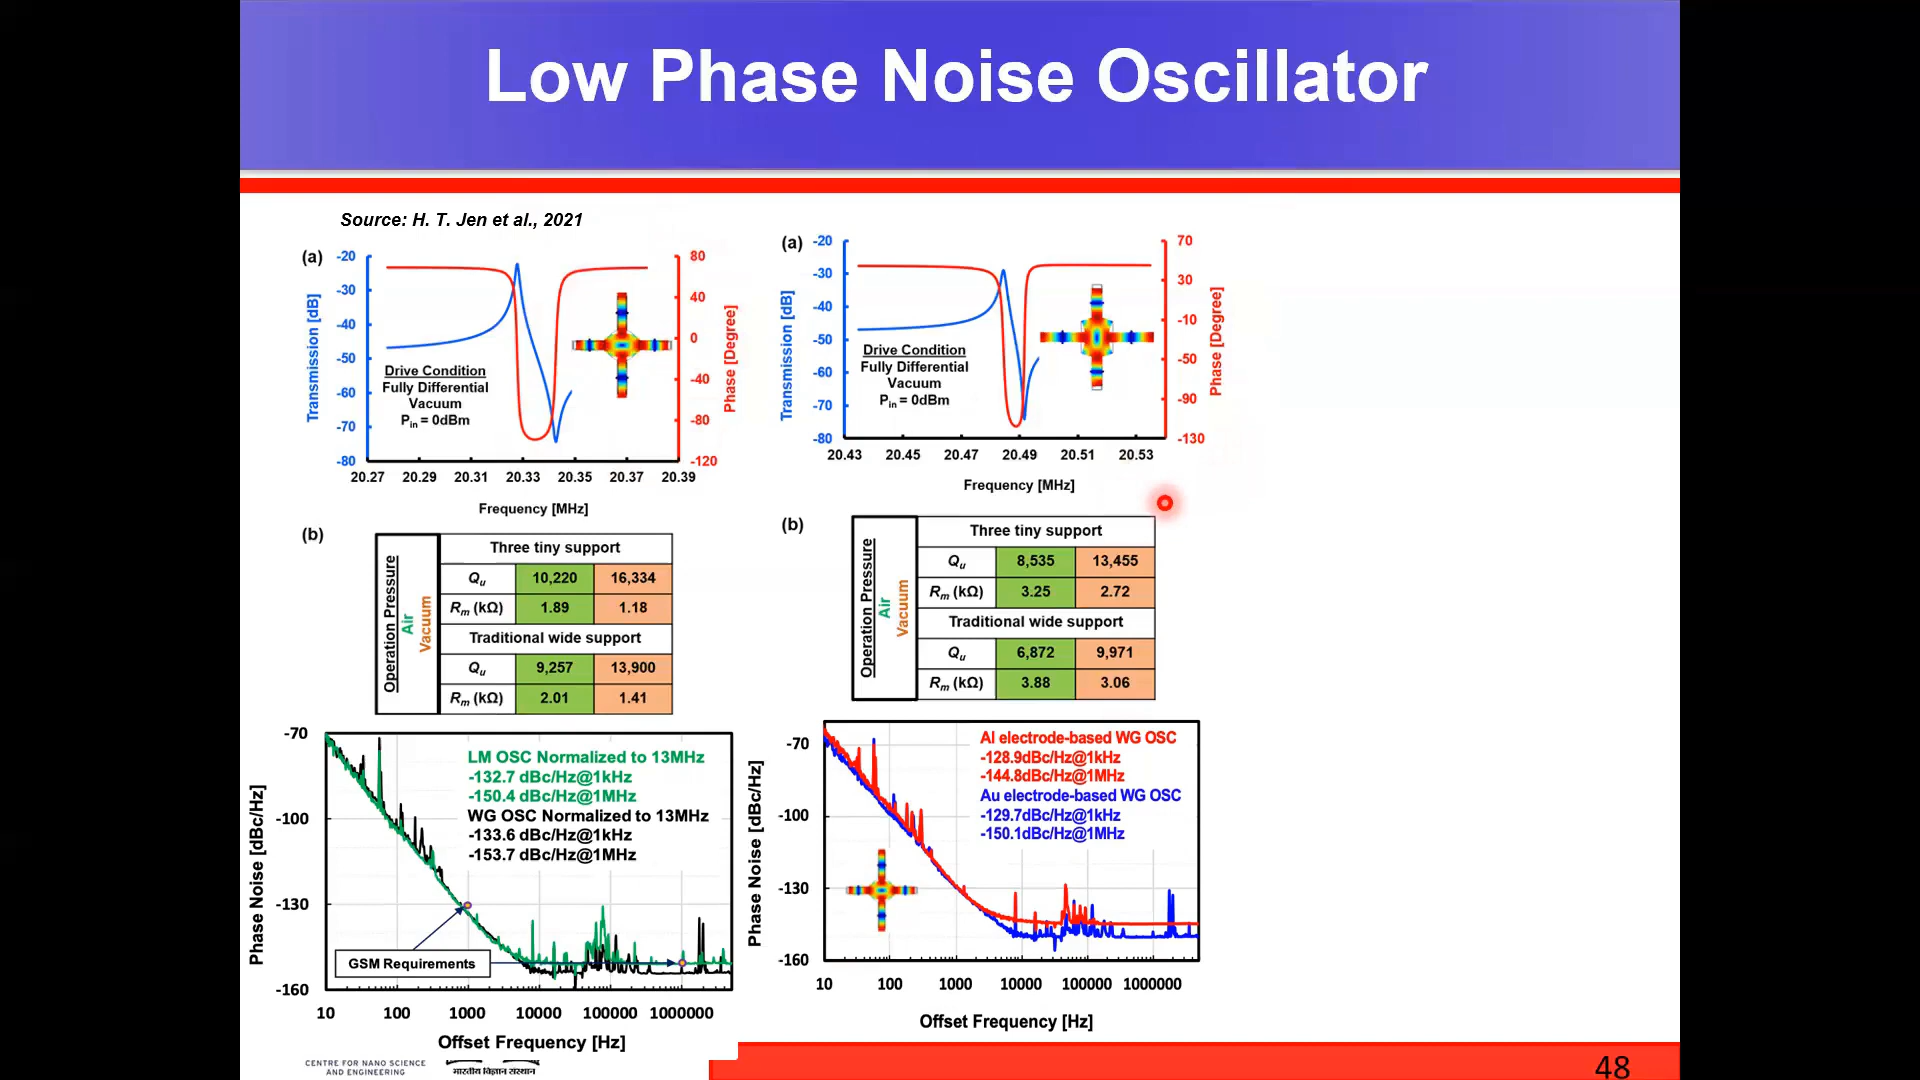 Low Phase Noise Oscillator
Source: H. T. Jen et al., 2021
(a)
-20
-30
-40
-50
-60
-70
-80
Transmission [dB]
80
40
0
-40
-80
-120
Phase [Degree]
Drive Condition
Fully Differential
Vacuum
Pin = 0dBm
20.27 20.29 20.31 20.33 20.35 20.37 20.39
Frequency [MHz]
(b)
Operation Pressure
Air
Vacuum
Three tiny support
Qu 10,220 16,334
Rm (kΩ) 1.89 1.18
Traditional wide support
Qu 9,257 13,900
Rm (kΩ) 2.01 1.41
-70
-100
-130
-160
Phase Noise [dBc/Hz]
LM OSC Normalized to 13MHz
-132.7 dBc/Hz@1kHz
-150.4 dBc/Hz@1MHz
WG OSC Normalized to 13MHz
-133.6 dBc/Hz@1kHz
-153.7 dBc/Hz@1MHz
GSM Requirements
10 100 1000 10000 100000 1000000
Offset Frequency [Hz]
(a)
-20
-30
-40
-50
-60
-70
-80
Transmission [dB]
70
30
-10
-50
-90
-130
Phase [Degree]
Drive Condition
Fully Differential
Vacuum
Pin = 0dBm
20.43 20.45 20.47 20.49 20.51 20.53
Frequency [MHz]
(b)
Operation Pressure
Air
Vacuum
Three tiny support
Qu 8,535 13,455
Rm (kΩ) 3.25 2.72
Traditional wide support
Qu 6,872 9,971
Rm (kΩ) 3.88 3.06
-70
-100
-130
-160
Phase Noise [dBc/Hz]
Al electrode-based WG OSC
-128.9dBc/Hz@1kHz
-144.8dBc/Hz@1MHz
Au electrode-based WG OSC
-129.7dBc/Hz@1kHz
-150.1dBc/Hz@1MHz
10 100 1000 10000 100000 1000000
Offset Frequency [Hz]
CENTRE FOR NANO SCIENCE
AND ENGINEERING
भारतीय विज्ञान संस्थान
48